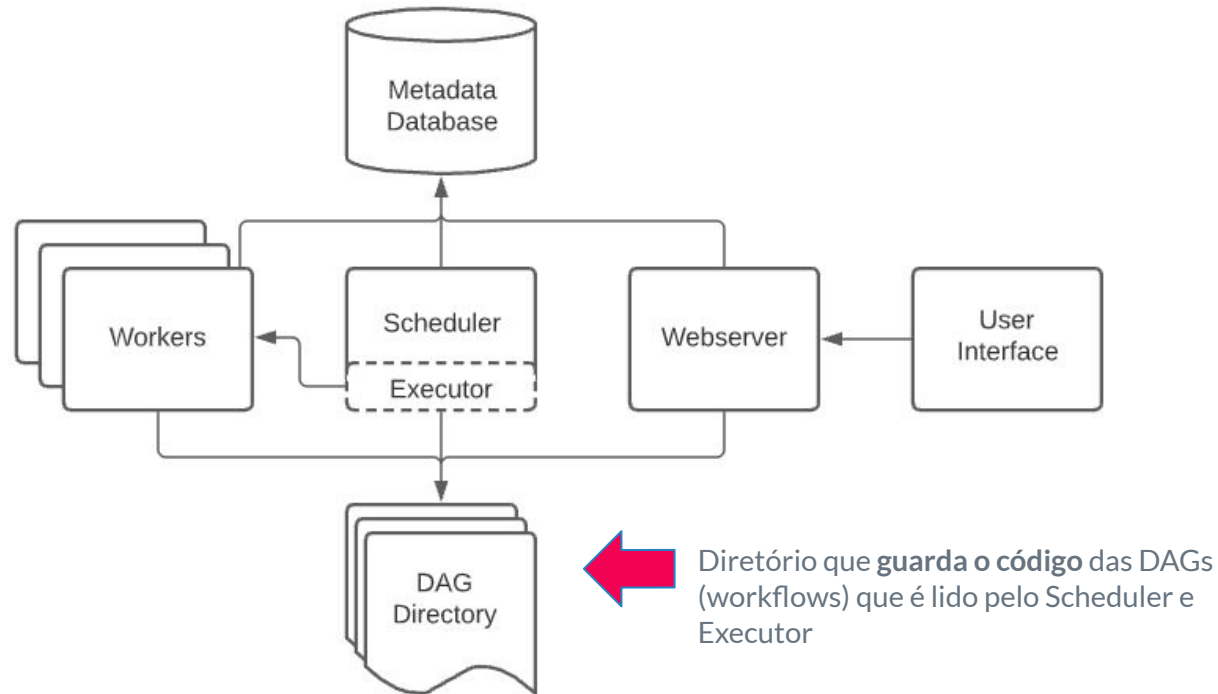 Metadata
Database
Workers
Scheduler
Executor
Webserver
User
Interface
DAG
Directory
Diretório que guarda o código das DAGs
(workflows) que é lido pelo Scheduler e
Executor